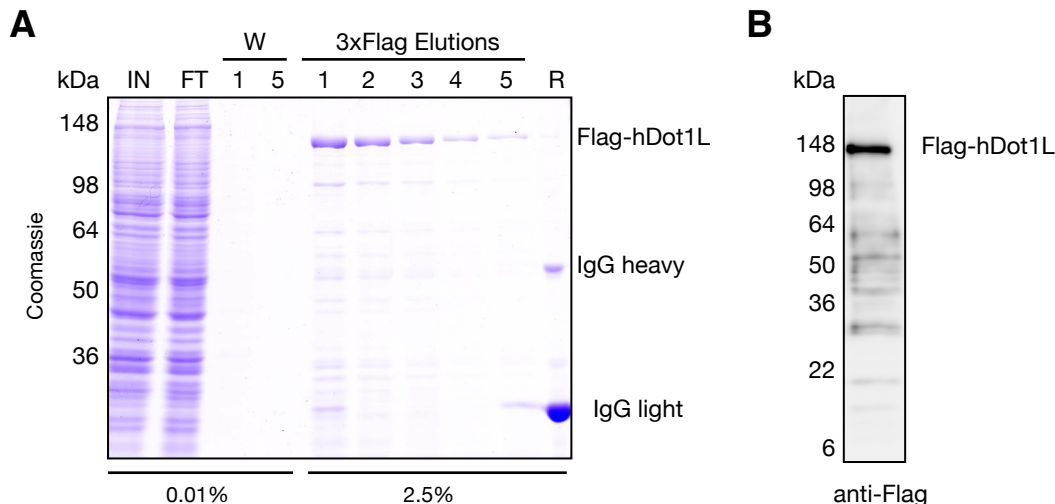 A
W
3xFlag Elutions
kDa
IN
FT
1
5
1
2
3
4
5
R
148
98
64
50
36
Coomassie
Flag-hDot1L
IgG heavy
IgG light
0.01%
2.5%
B
kDa
148
98
64
50
36
22
6
Flag-hDot1L
anti-Flag